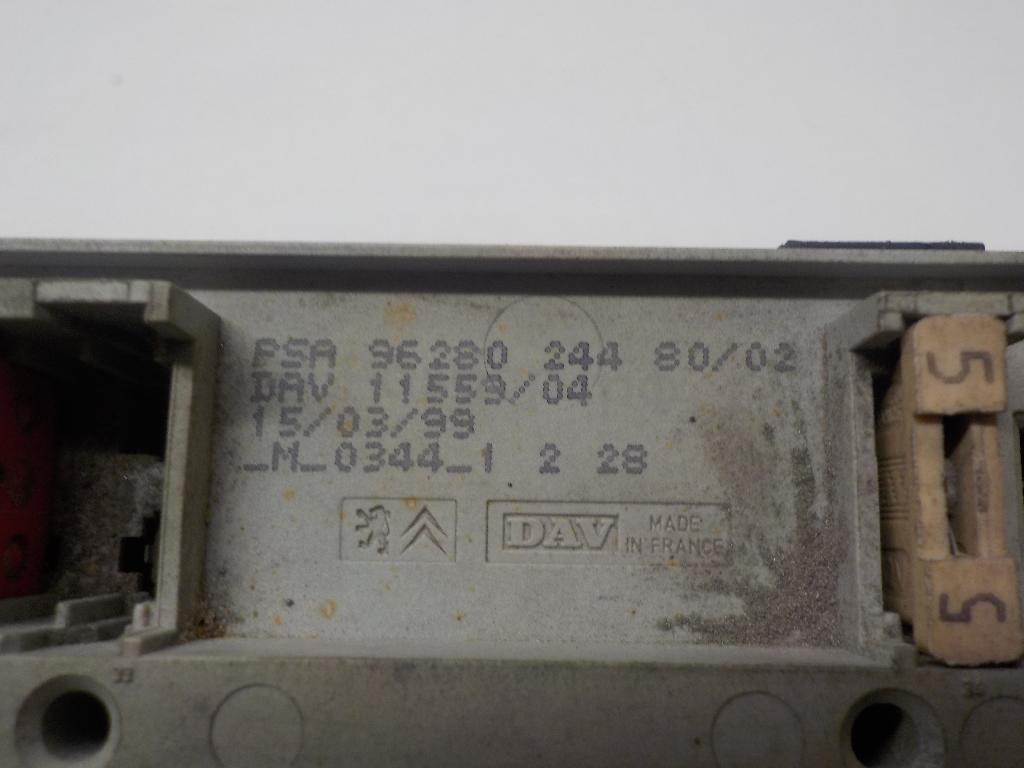 PSA 96280 244 80/02
DAV 11559/04
15/03/99
_M_0344_1 2 28
DAV MADE IN FRANCE
5
5